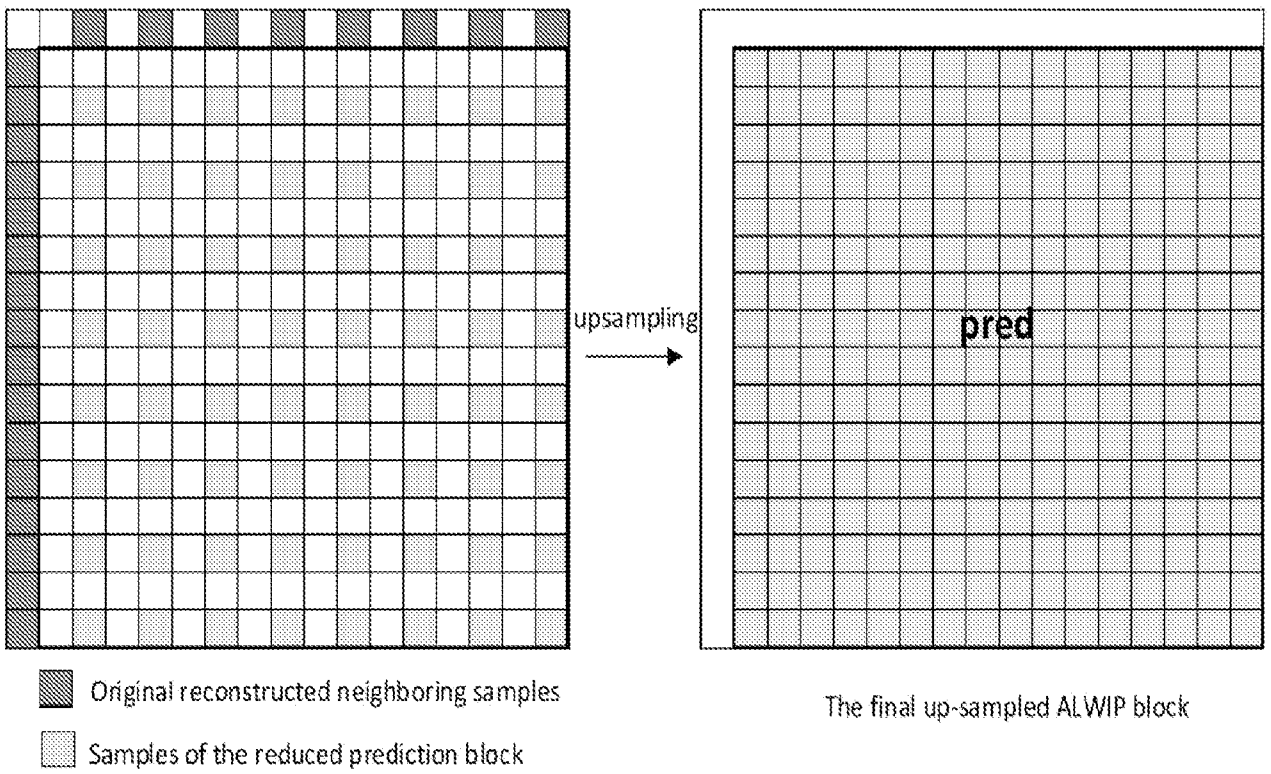 upsampling
pred
Original reconstructed neighboring samples
The final up-sampled ALWIP block
Samples of the reduced prediction block